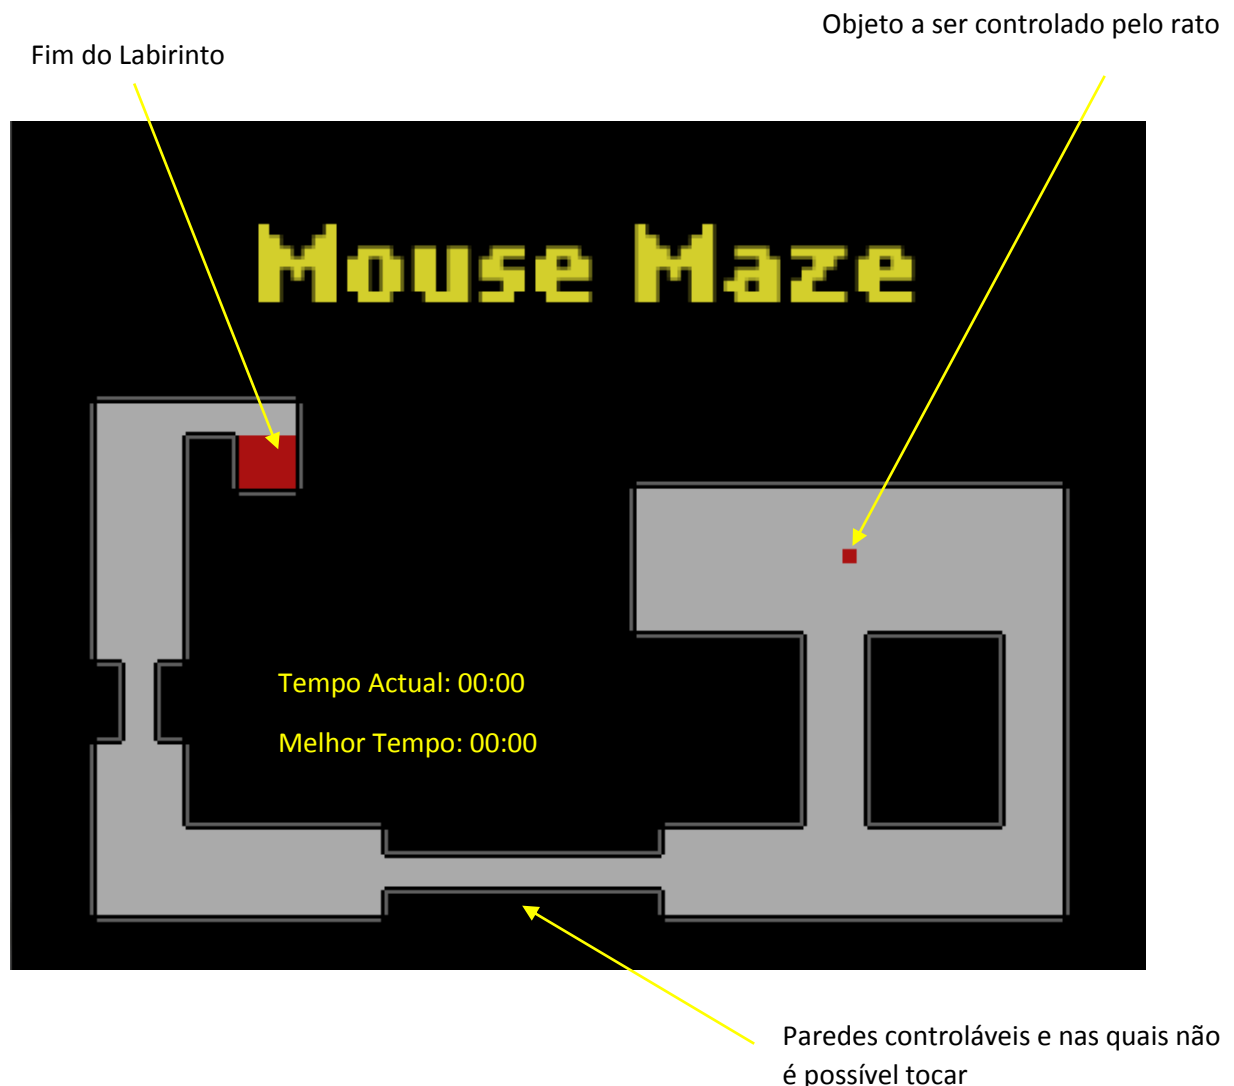 Objeto a ser controlado pelo rato
Fim do Labirinto
Mouse Maze
Tempo Actual: 00:00
Melhor Tempo: 00:00
Paredes controláveis e nas quais não
é possível tocar